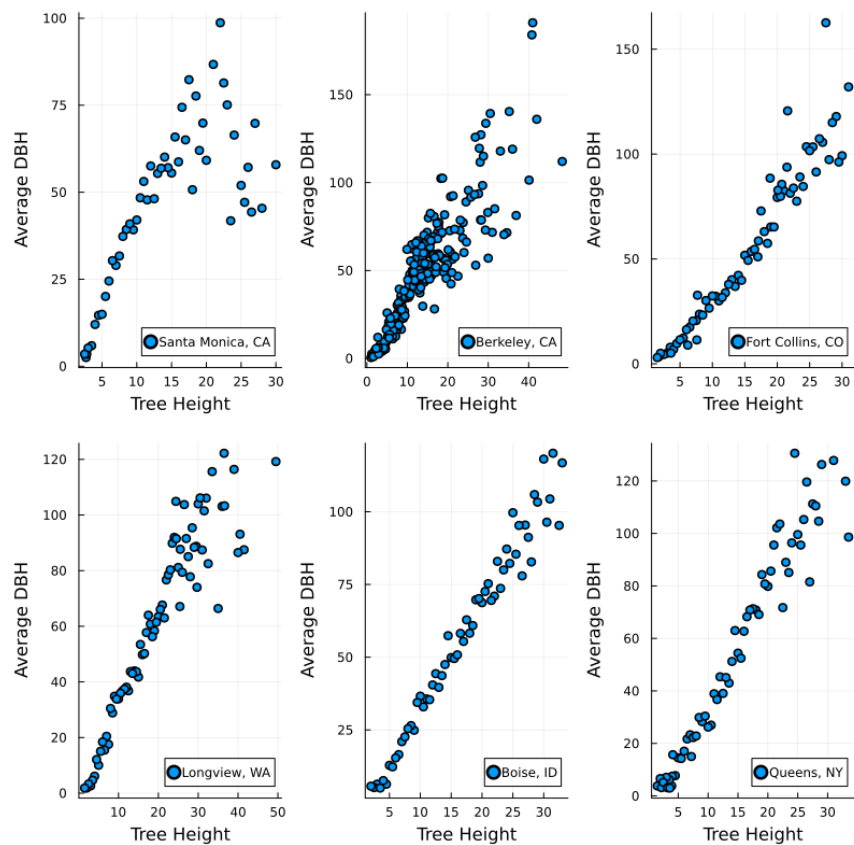 100
75
50
25
0
Average DBH
Santa Monica, CA
5 10 15 20 25 30
Tree Height
150
100
50
0
Average DBH
Berkeley, CA
0 10 20 30 40
Tree Height
150
100
50
0
Average DBH
Fort Collins, CO
5 10 15 20 25 30
Tree Height
120
100
80
60
40
20
0
Average DBH
Longview, WA
10 20 30 40 50
Tree Height
100
75
50
25
Average DBH
Boise, ID
5 10 15 20 25 30
Tree Height
120
100
80
60
40
20
0
Average DBH
Queens, NY
5 10 15 20 25 30
Tree Height